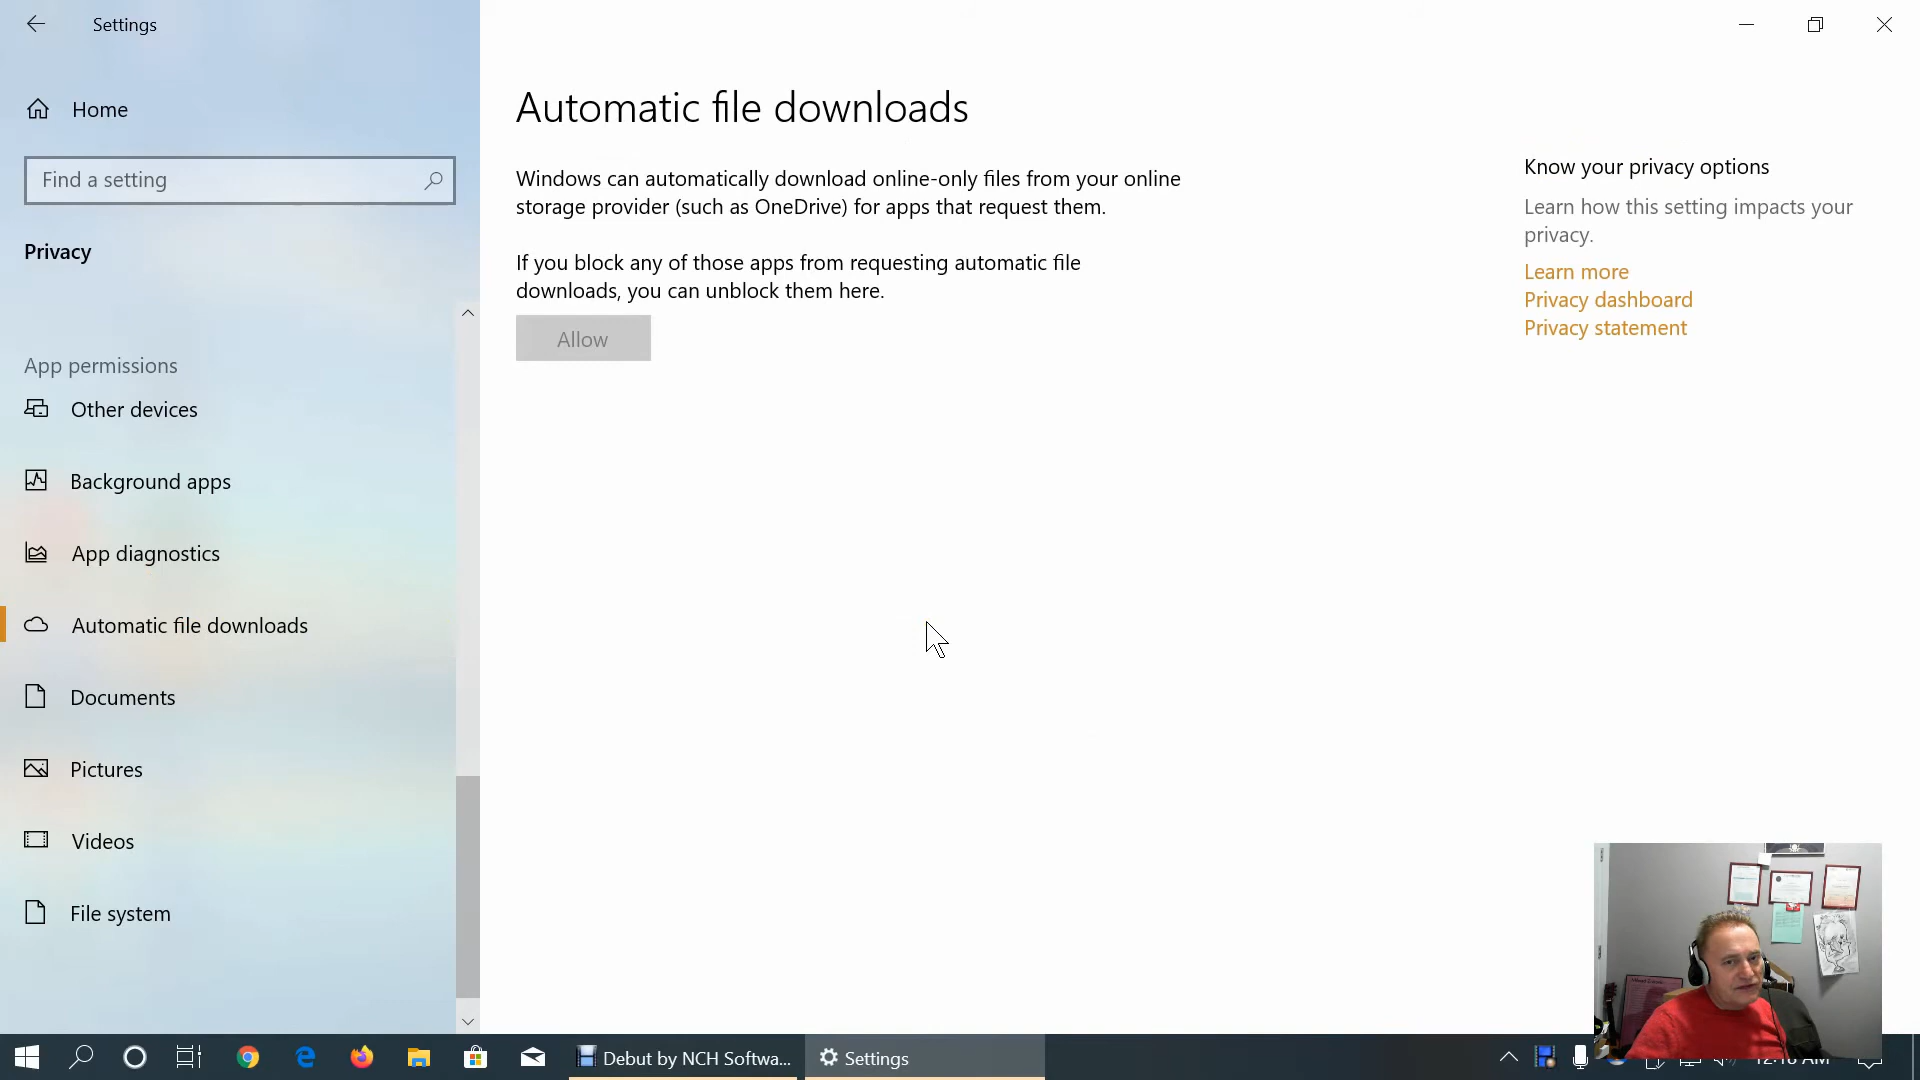 Settings
Home
Find a setting
Privacy
App permissions
Other devices
Background apps
App diagnostics
Automatic file downloads
Documents
Pictures
Videos
File system
Automatic file downloads
Windows can automatically download online-only files from your online
storage provider (such as OneDrive) for apps that request them.
If you block any of those apps from requesting automatic file
downloads, you can unblock them here.
Allow
Know your privacy options
Learn how this setting impacts your
privacy.
Learn more
Privacy dashboard
Privacy statement
Debut by NCH Softwa...
Settings